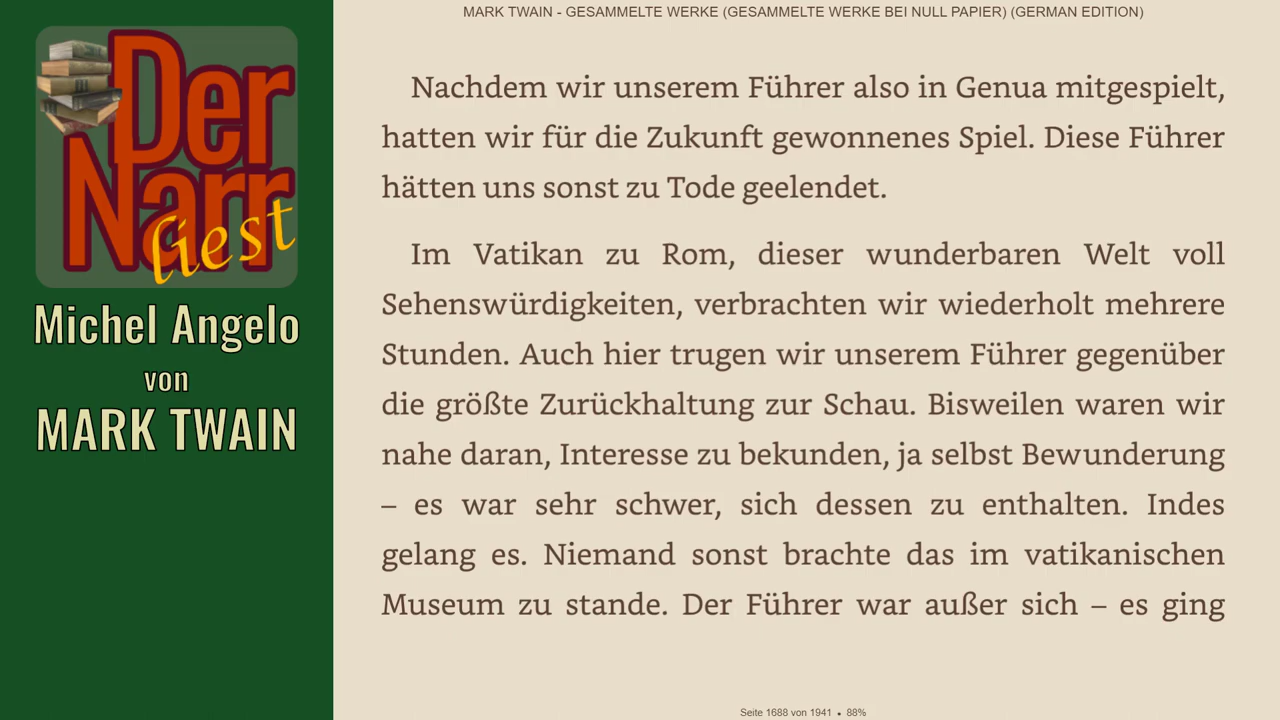 Der
Narr
liest
Michel Angelo
von
MARK TWAIN
MARK TWAIN - GESAMMELTE WERKE (GESAMMELTE WERKE BEI NULL PAPIER) (GERMAN EDITION)
Nachdem wir unserem Führer also in Genua mitgespielt,
hatten wir für die Zukunft gewonnenes Spiel. Diese Führer
hätten uns sonst zu Tode geelendet.
Im Vatikan zu Rom, dieser wunderbaren Welt voll
Sehenswürdigkeiten, verbrachten wir wiederholt mehrere
Stunden. Auch hier trugen wir unserem Führer gegenüber
die größte Zurückhaltung zur Schau. Bisweilen waren wir
nahe daran, Interesse zu bekunden, ja selbst Bewunderung
– es war sehr schwer, sich dessen zu enthalten. Indes
gelang es. Niemand sonst brachte das im vatikanischen
Museum zu stande. Der Führer war außer sich – es ging
Seite 1688 von 1941 • 88%